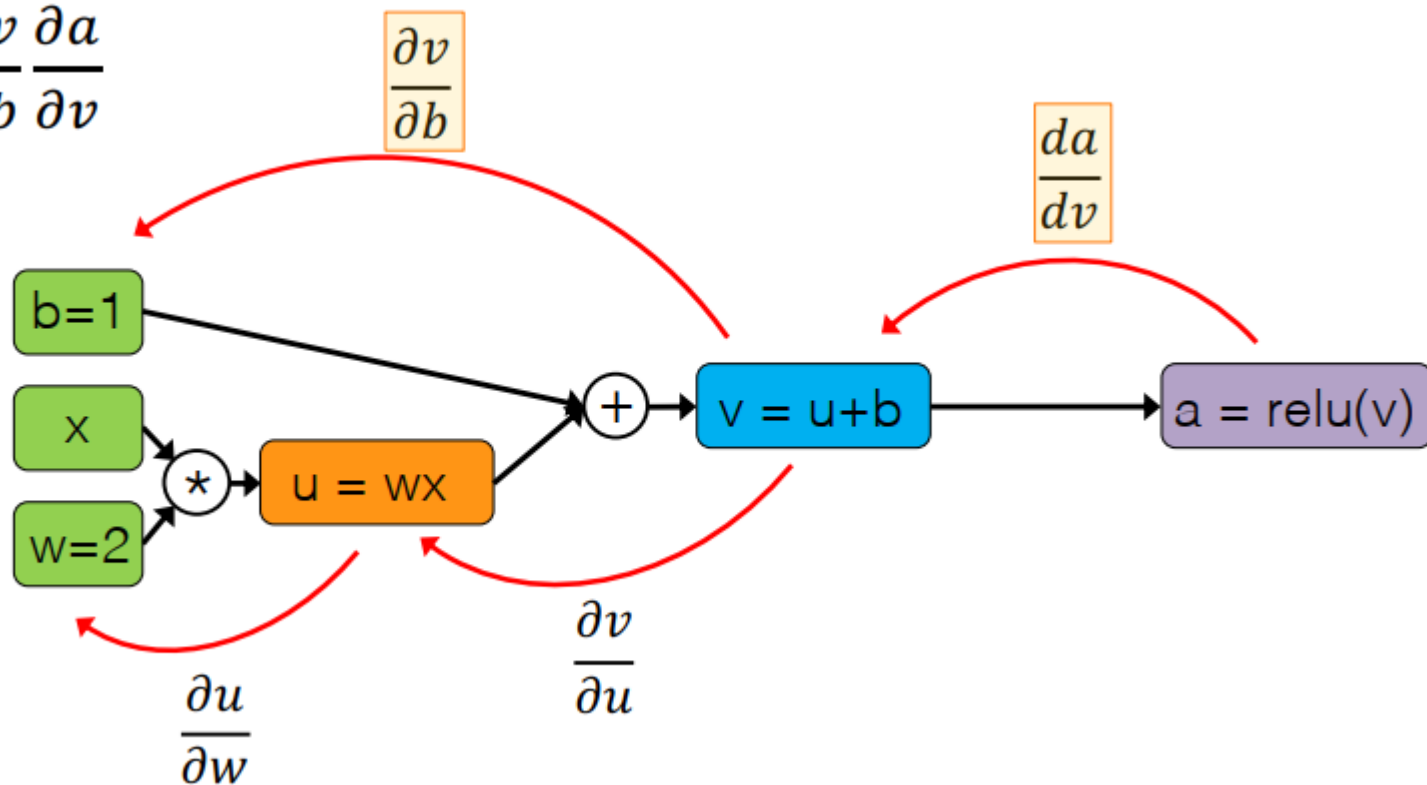 ∂v/∂b ∂a/∂v
∂v/∂b
da/dv
b=1
x
*
w=2
u = wx
+
v = u+b
a = relu(v)
∂u/∂w
∂v/∂u